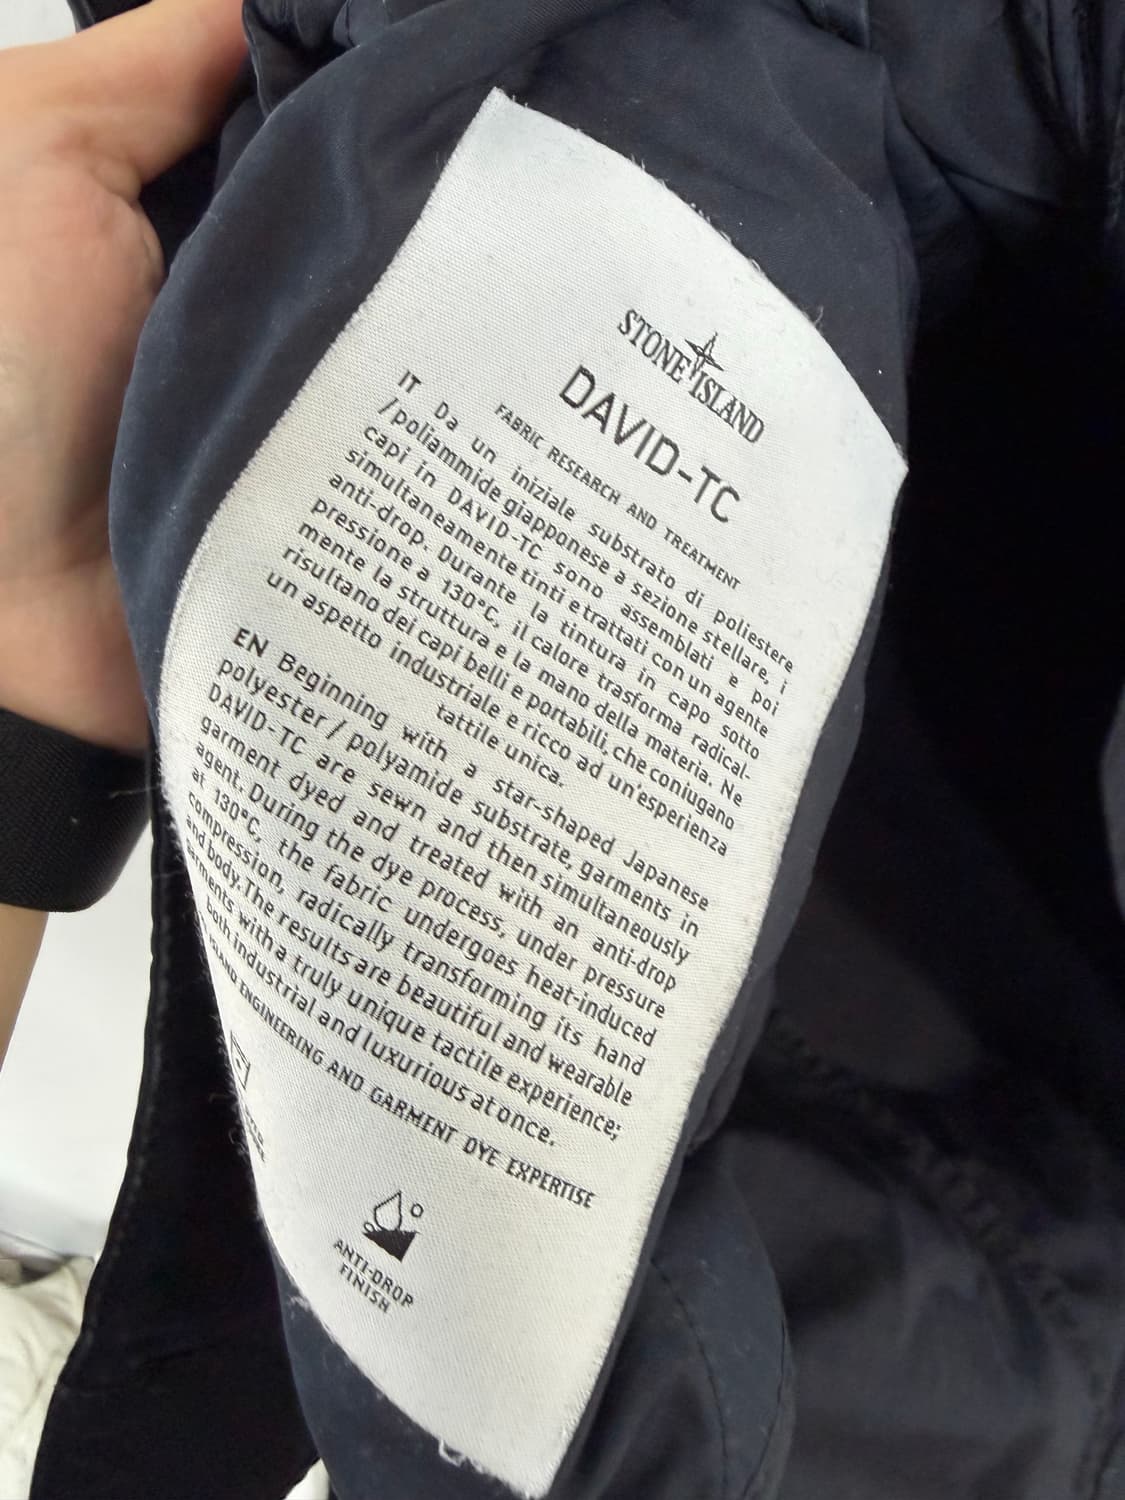 STONE ISLAND
DAVID-TC
FABRIC RESEARCH AND TREATMENT
IT Da un iniziale substrato di poliestere
/poliammide giapponese a sezione stellare, i
capi in DAVID-TC sono assemblati e poi
simultaneamente tinti e trattati con un agente
anti-drop. Durante la tintura in capo sotto
pressione a 130°C, il calore trasforma radical-
mente la struttura e la mano della materia. Ne
risultano dei capi belli e portabili, che coniugano
un aspetto industriale e ricco ad un'esperienza
tattile unica.
EN Beginning with a star-shaped Japanese
polyester / polyamide substrate, garments in
DAVID-TC are sewn and then simultaneously
garment dyed and treated with an anti-drop
agent. During the dye process, under pressure
at 130°C, the fabric undergoes heat-induced
compression, radically transforming its hand
and body. The results are beautiful and wearable
garments with a truly unique tactile experience;
both industrial and luxurious at once.
ISLAND ENGINEERING AND GARMENT DYE EXPERTISE
ANTI-DROP
FINISH